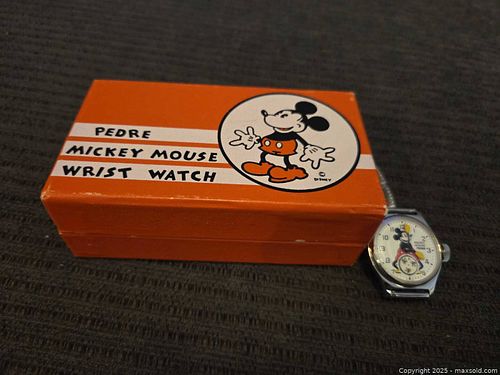 PEDRE
MICKEY MOUSE
WRIST WATCH
© DISNEY
Copyright © 2025 - maxsold.com